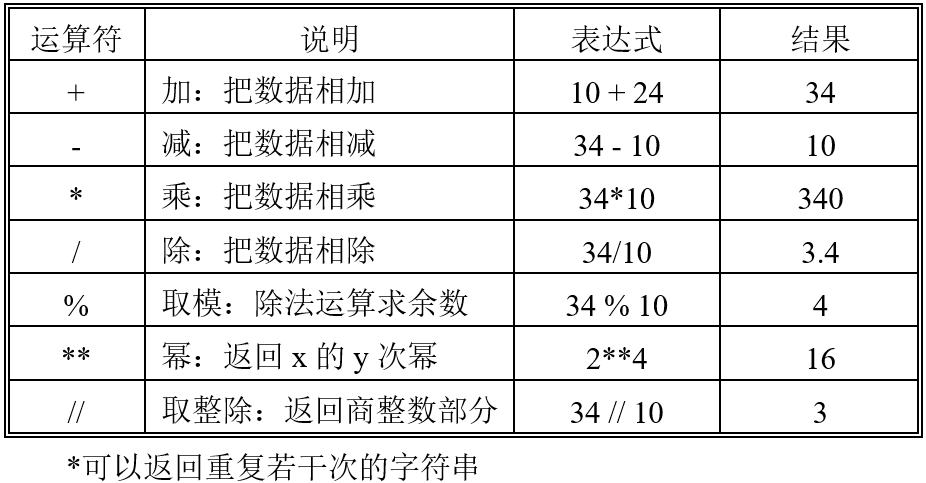 运算符 说明 表达式 结果
+ 加：把数据相加 10 + 24 34
- 减：把数据相减 34 - 10 10
* 乘：把数据相乘 34*10 340
/ 除：把数据相除 34/10 3.4
% 取模：除法运算求余数 34 % 10 4
** 幂：返回 x 的 y 次幂 2**4 16
// 取整除：返回商整数部分 34 // 10 3
*可以返回重复若干次的字符串